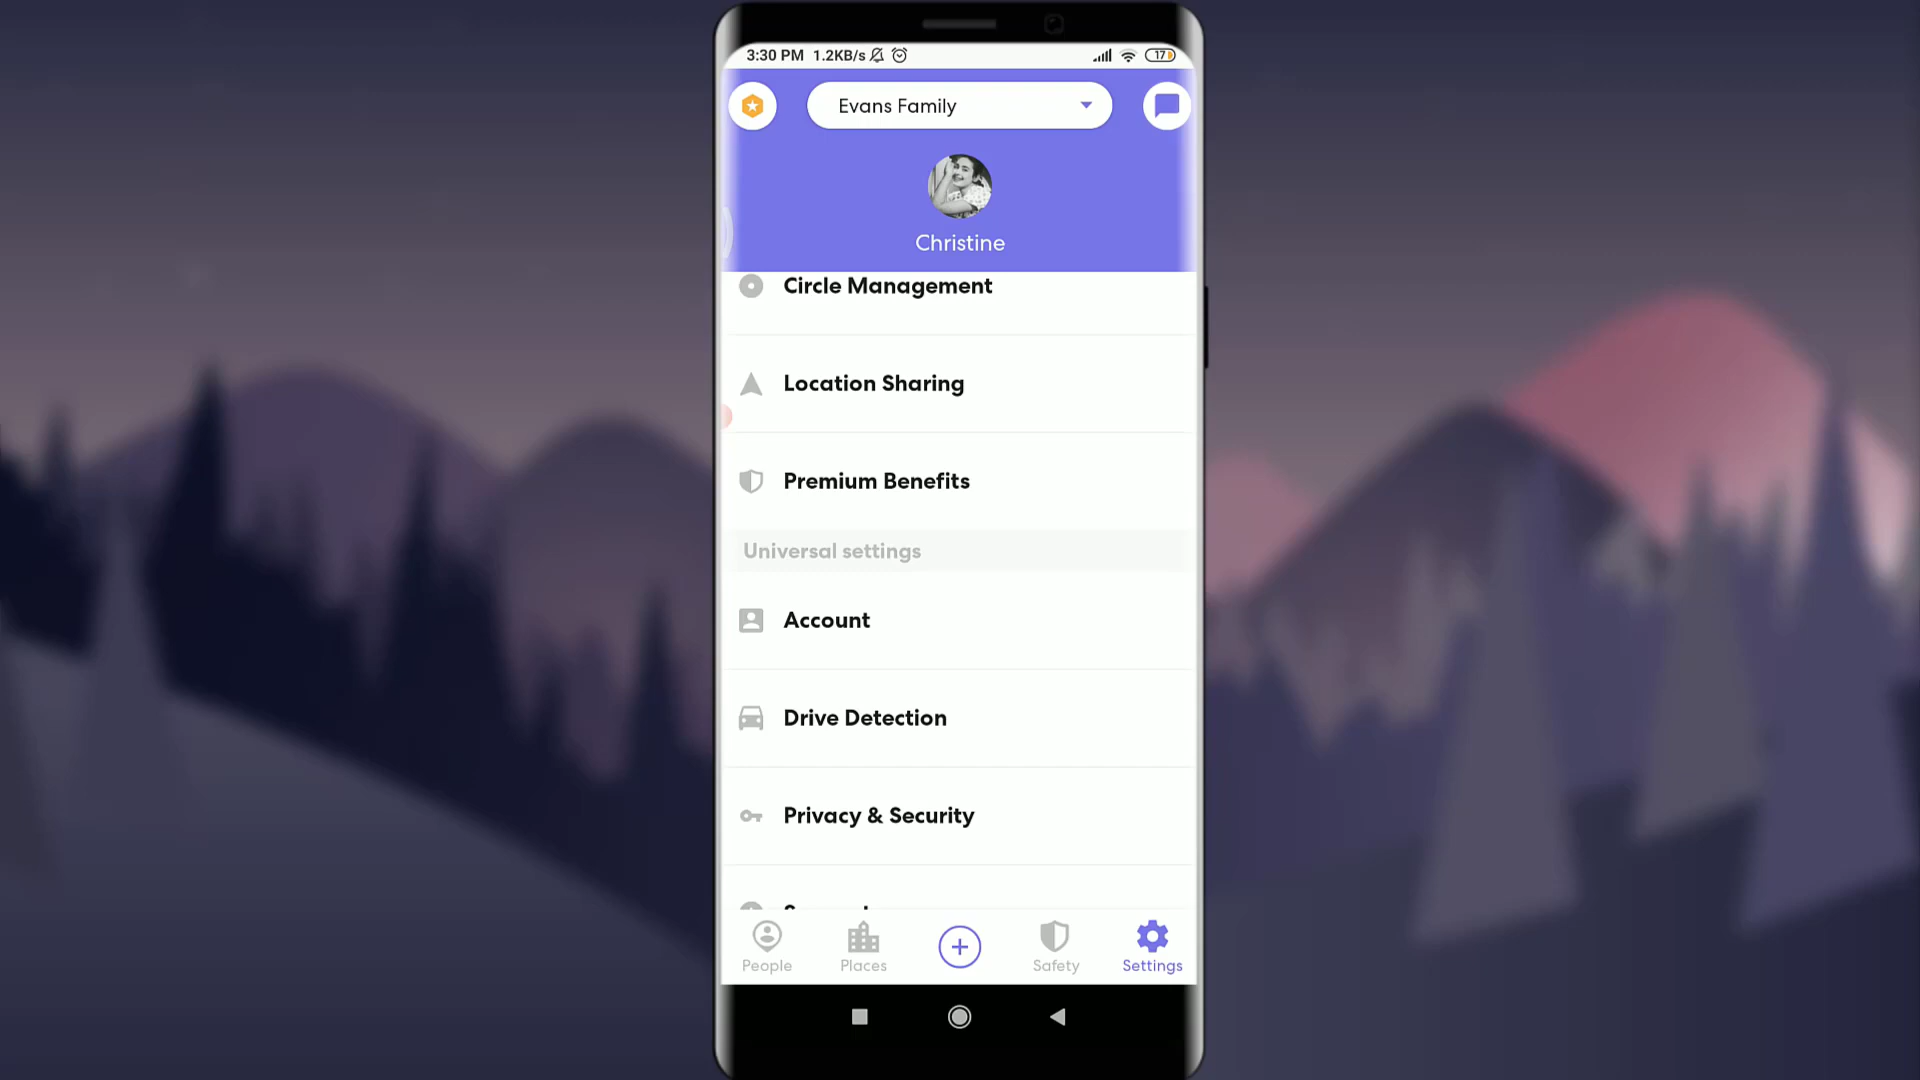 3:30 PM 1.2KB/s
17
Evans Family
Christine
Circle Management
Location Sharing
Premium Benefits
Universal settings
Account
Drive Detection
Privacy & Security
People
Places
Safety
Settings